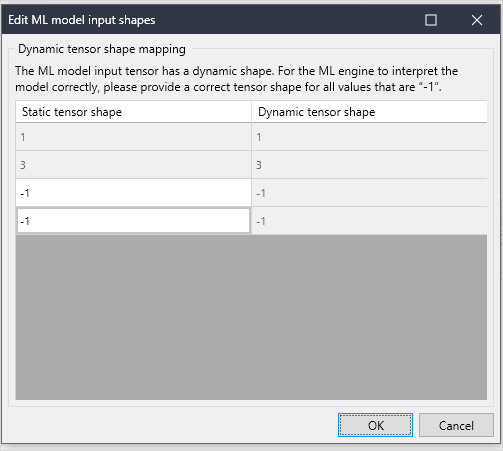 Edit ML model input shapes
Dynamic tensor shape mapping
The ML model input tensor has a dynamic shape. For the ML engine to interpret the
model correctly, please provide a correct tensor shape for all values that are “-1”.
Static tensor shape Dynamic tensor shape
1 1
3 3
-1 -1
-1 -1
OK Cancel